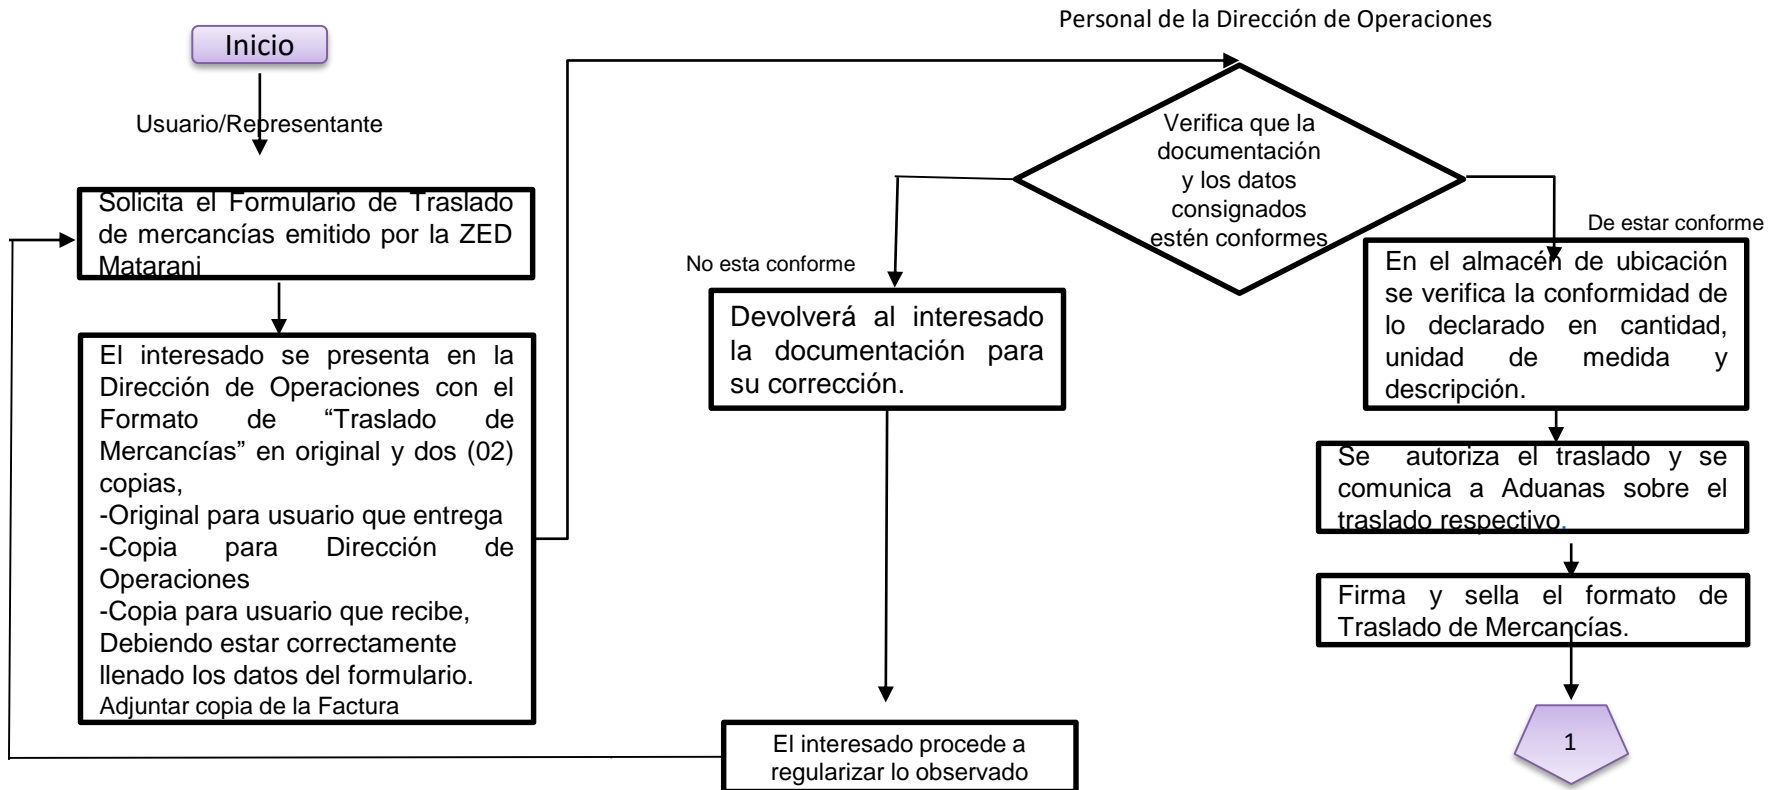 Inicio
Usuario/Representante
Solicita el Formulario de Traslado
de mercancías emitido por la ZED
Matarani
El interesado se presenta en la
Dirección de Operaciones con el
Formato de “Traslado de
Mercancías” en original y dos (02)
copias,
-Original para usuario que entrega
-Copia para Dirección de
Operaciones
-Copia para usuario que recibe,
Debiendo estar correctamente
llenado los datos del formulario.
Adjuntar copia de la Factura
Personal de la Dirección de Operaciones
Verifica que la
documentación
y los datos
consignados
estén conformes
No esta conforme
Devolverá al interesado
la documentación para
su corrección.
El interesado procede a
regularizar lo observado
De estar conforme
En el almacén de ubicación
se verifica la conformidad de
lo declarado en cantidad,
unidad de medida y
descripción.
Se autoriza el traslado y se
comunica a Aduanas sobre el
traslado respectivo.
Firma y sella el formato de
Traslado de Mercancías.
1